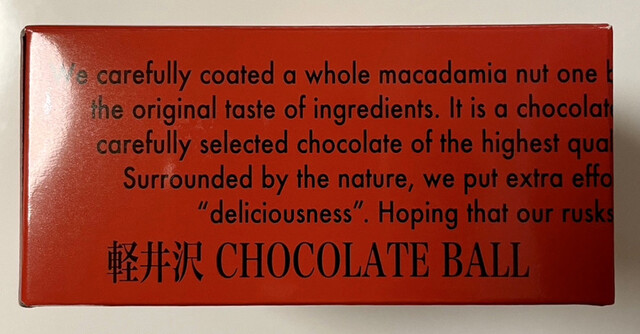 We carefully coated a whole macadamia nut one
the original taste of ingredients. It is a chocolat
carefully selected chocolate of the highest qual
Surrounded by the nature, we put extra effo
“deliciousness”. Hoping that our rusks
軽井沢 CHOCOLATE BALL